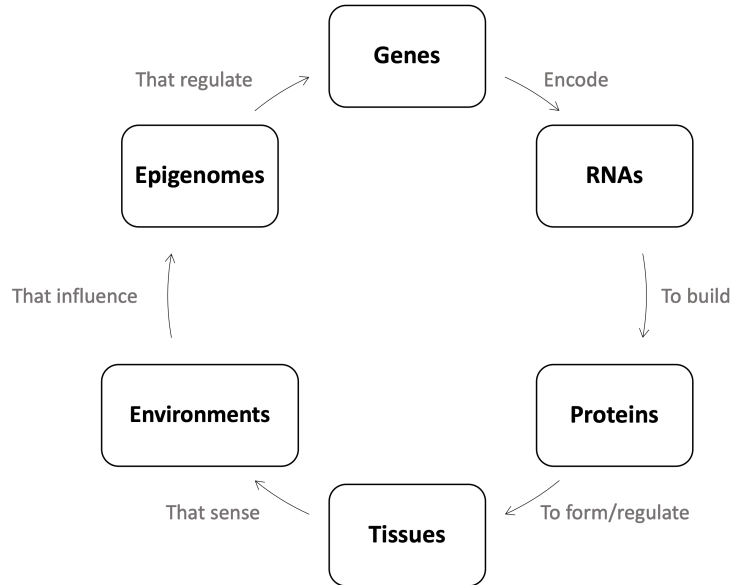 Genes
Encode
RNAs
To build
Proteins
To form/regulate
Tissues
That sense
Environments
That influence
Epigenomes
That regulate